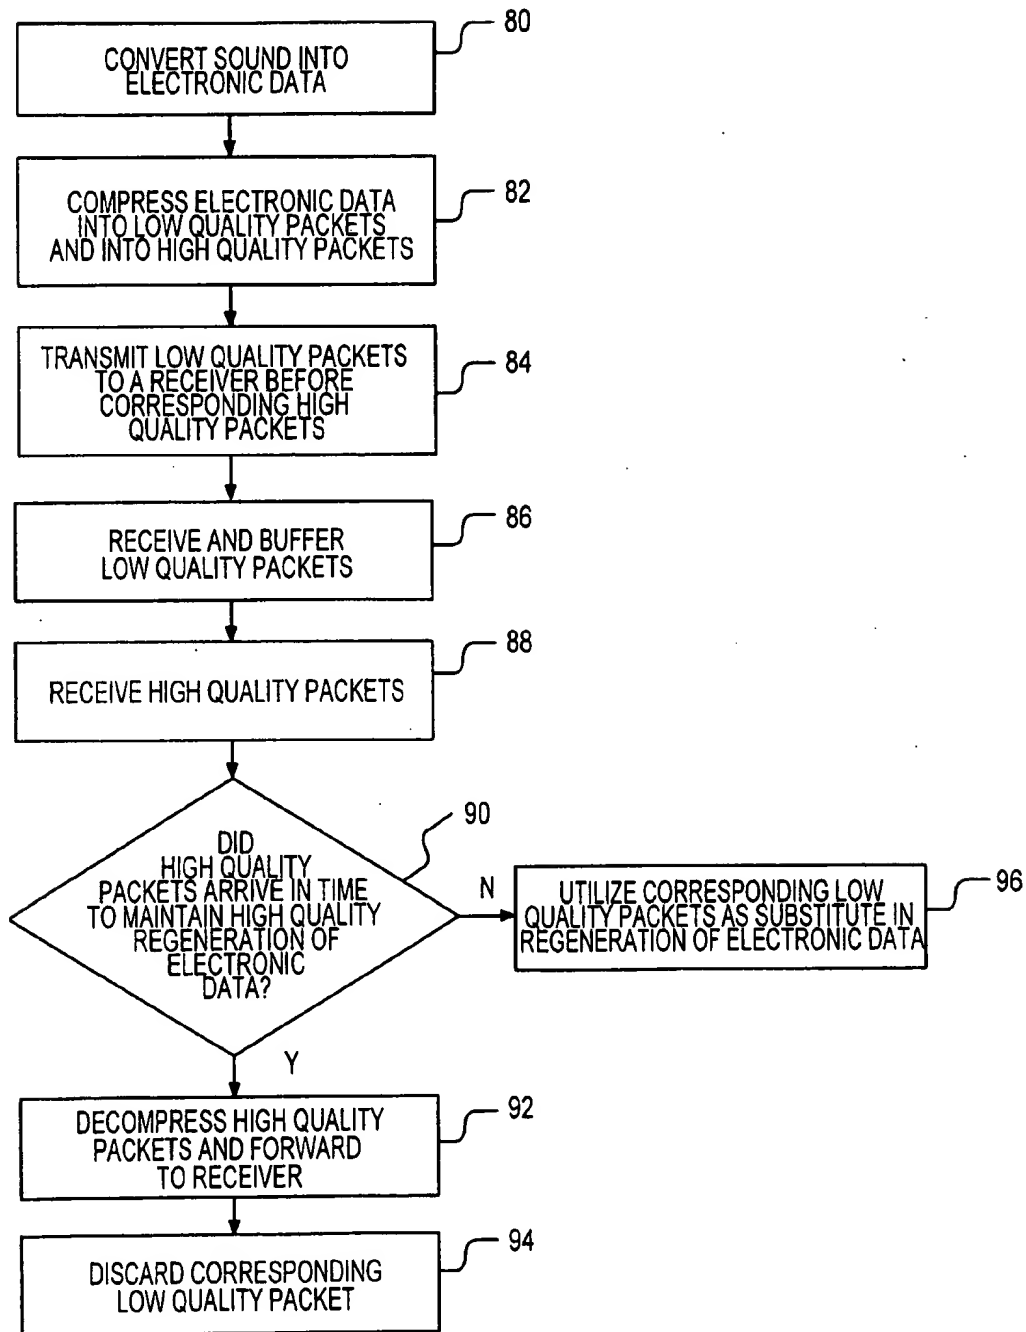 80
CONVERT SOUND INTO
ELECTRONIC DATA
82
COMPRESS ELECTRONIC DATA
INTO LOW QUALITY PACKETS
AND INTO HIGH QUALITY PACKETS
84
TRANSMIT LOW QUALITY PACKETS
TO A RECEIVER BEFORE
CORRESPONDING HIGH
QUALITY PACKETS
86
RECEIVE AND BUFFER
LOW QUALITY PACKETS
88
RECEIVE HIGH QUALITY PACKETS
90
DID
HIGH QUALITY
PACKETS ARRIVE IN TIME
TO MAINTAIN HIGH QUALITY
REGENERATION OF
ELECTRONIC
DATA?
N
96
UTILIZE CORRESPONDING LOW
QUALITY PACKETS AS SUBSTITUTE IN
REGENERATION OF ELECTRONIC DATA
Y
92
DECOMPRESS HIGH QUALITY
PACKETS AND FORWARD
TO RECEIVER
94
DISCARD CORRESPONDING
LOW QUALITY PACKET